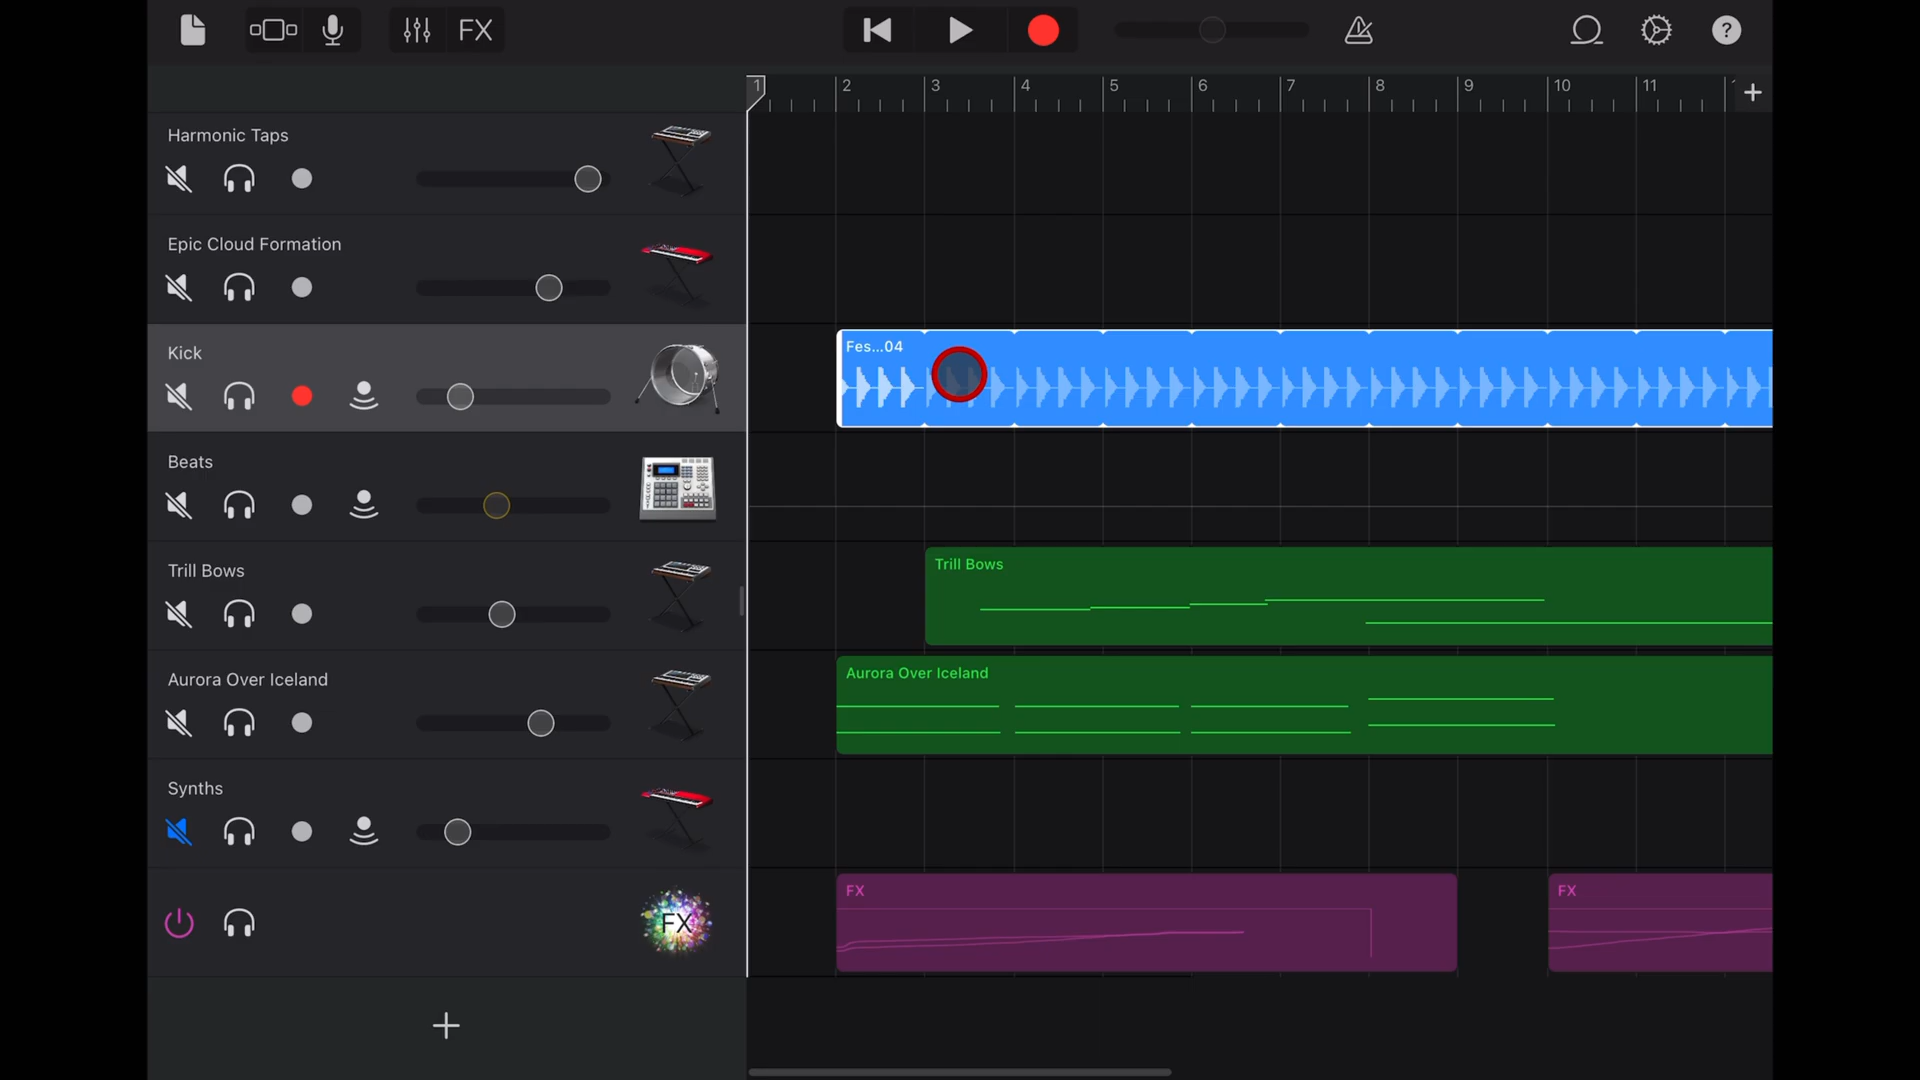 FX
?
1 2 3 4 5 6 7 8 9 10 11
+
Harmonic Taps
Epic Cloud Formation
Kick
Fes...04
Beats
Trill Bows
Trill Bows
Aurora Over Iceland
Aurora Over Iceland
Synths
FX
FX
FX
+